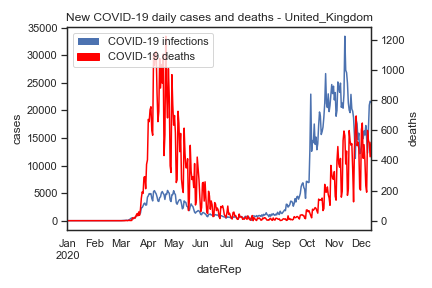 New COVID-19 daily cases and deaths - United_Kingdom
COVID-19 infections
COVID-19 deaths
35000
30000
25000
20000
15000
10000
5000
0
cases
1200
1000
800
600
400
200
0
deaths
Jan Feb Mar Apr May Jun Jul Aug Sep Oct Nov Dec
2020
dateRep